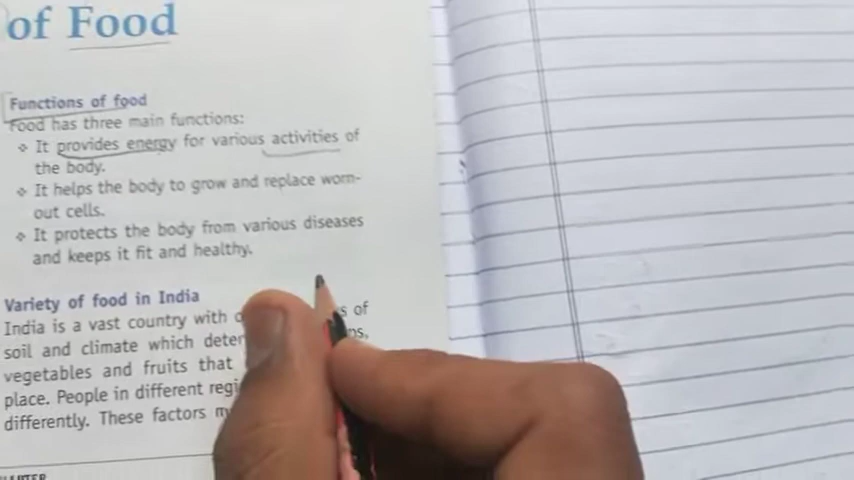 of Food
Functions of food
Food has three main functions:
❖ It provides energy for various activities of
the body.
❖ It helps the body to grow and replace worn-
out cells.
❖ It protects the body from various diseases
and keeps it fit and healthy.
Variety of food in India
India is a vast country with of
soil and climate which
vegetables and fruits that
place. People in different
differently. These factors